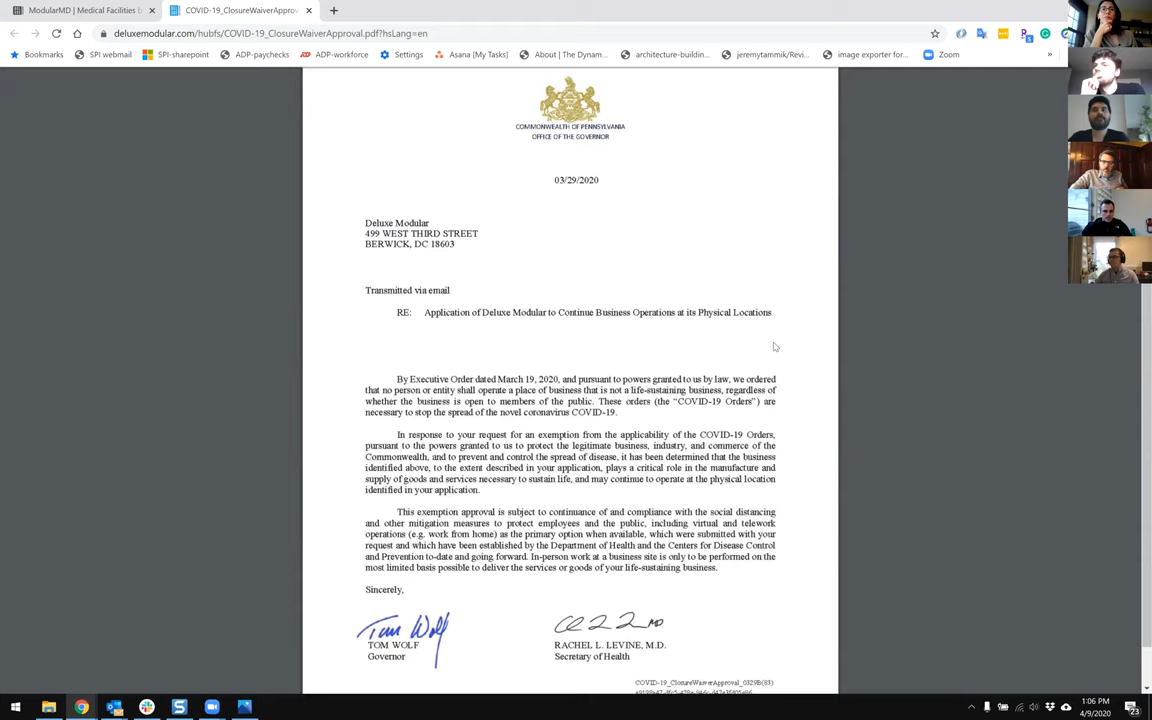 ModularMD | Medical Facilities b
COVID-19_ClosureWaiverApprov
deluxemodular.com/hubfs/COVID-19_ClosureWaiverApproval.pdf?hsLang=en
Bookmarks
SPI webmail
SPI-sharepoint
ADP-paychecks
ADP-workforce
Settings
Asana [My Tasks]
About | The Dynam...
architecture-building...
jeremytammik/Revi...
image exporter for...
Zoom
»
COMMONWEALTH OF PENNSYLVANIA
OFFICE OF THE GOVERNOR
03/29/2020
Deluxe Modular
499 WEST THIRD STREET
BERWICK, DC 18603
Transmitted via email
RE: Application of Deluxe Modular to Continue Business Operations at its Physical Locations
By Executive Order dated March 19, 2020, and pursuant to powers granted to us by law, we ordered
that no person or entity shall operate a place of business that is not a life-sustaining business, regardless of
whether the business is open to members of the public. These orders (the “COVID-19 Orders”) are
necessary to stop the spread of the novel coronavirus COVID-19.
In response to your request for an exemption from the applicability of the COVID-19 Orders,
pursuant to the powers granted to us to protect the legitimate business, industry, and commerce of the
Commonwealth, and to prevent and control the spread of disease, it has been determined that the business
identified above, to the extent described in your application, plays a critical role in the manufacture and
supply of goods and services necessary to sustain life, and may continue to operate at the physical location
identified in your application.
This exemption approval is subject to continuance of and compliance with the social distancing
and other mitigation measures to protect employees and the public, including virtual and telework
operations (e.g. work from home) as the primary option when available, which were submitted with your
request and which have been established by the Department of Health and the Centers for Disease Control
and Prevention to-date and going forward. In-person work at a business site is only to be performed on the
most limited basis possible to deliver the services or goods of your life-sustaining business.
Sincerely,
Tom Wolf
TOM WOLF
Governor
MD
RACHEL L. LEVINE, M.D.
Secretary of Health
COVID-19_ClosureWaiverApproval_0329B(83)
1:06 PM
4/9/2020
23